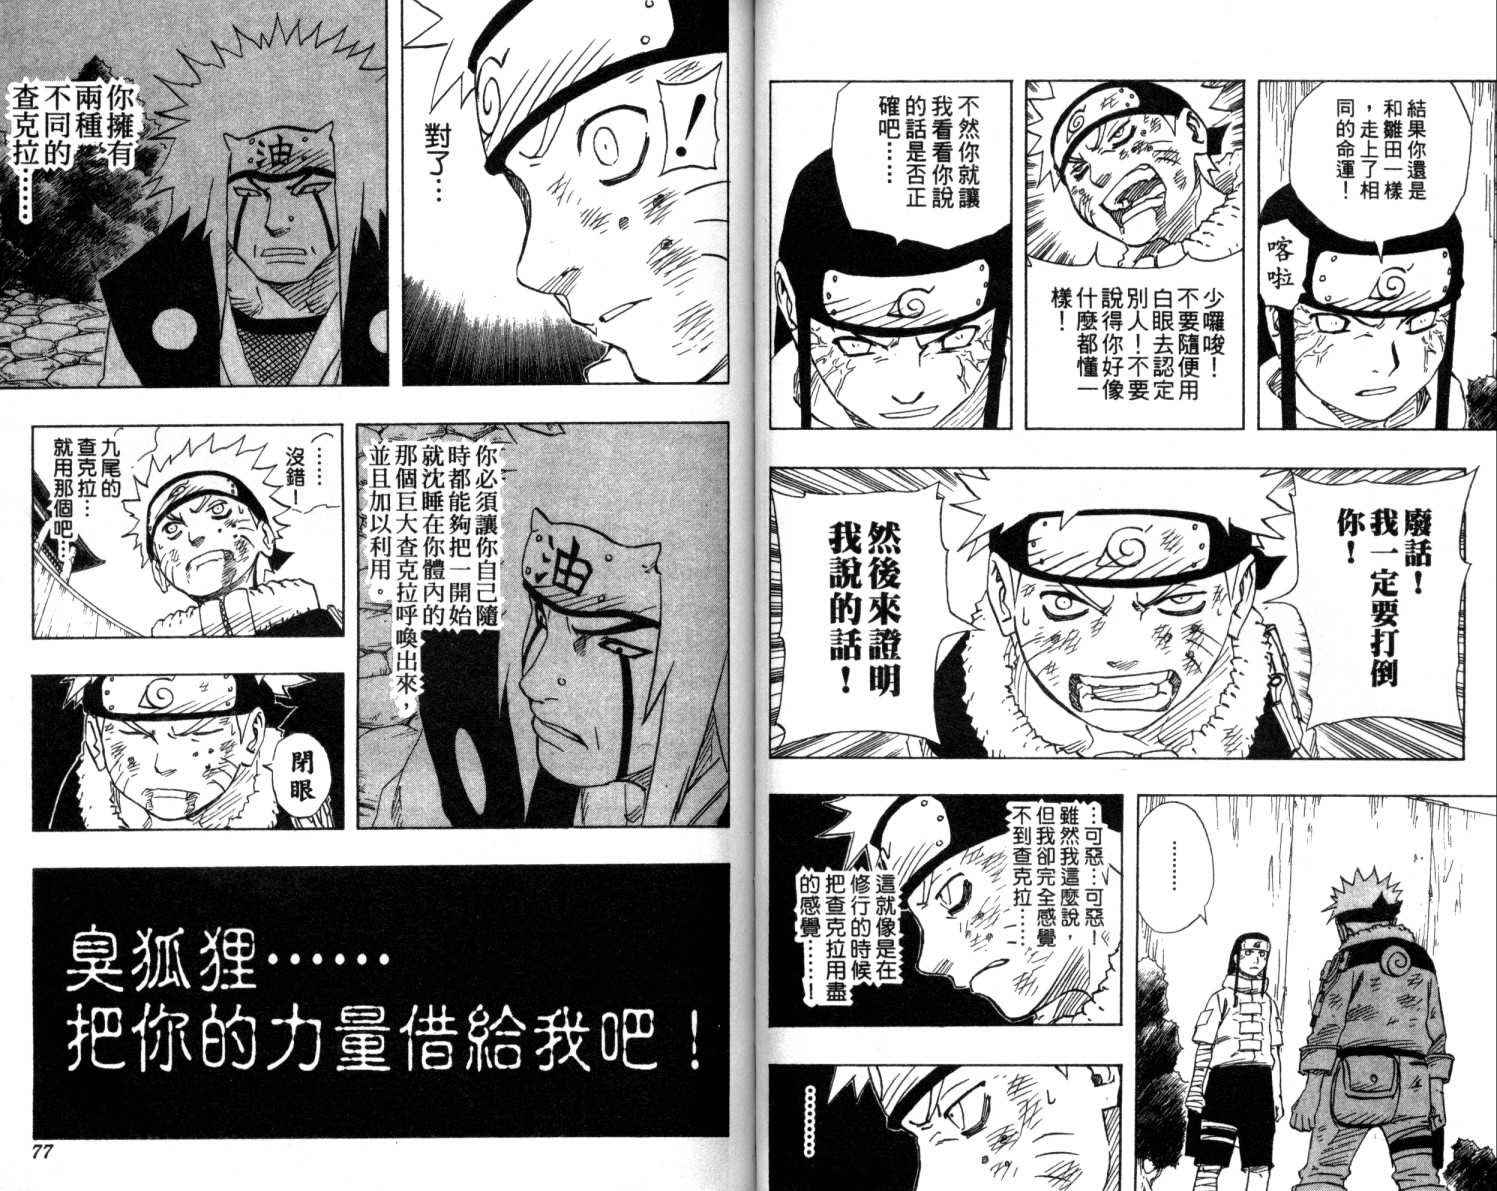 結果你還是
和雛田一樣
，走上了相
同的命運！
喀啦
少囉唆！
不要隨便用
白眼去認定
別人！不要
說得你好像
什麼都懂一
樣！
不然你就讓
我看看你說
的話是否正
確吧……
廢話！
我一定要打倒
你！
然後來證明
我說的話！
………
…可惡…可惡！
雖然我這麼說，
但我卻完全感覺
不到查克拉……
這就像是在
修行的時候
把查克拉用盡
的感覺……！
………
！
對了…
你擁有
兩種
不同的
查克拉
……
油
你必須讓你自己隨
時都能夠把一開始
就沈睡在你體內的
那個巨大查克拉呼喚出來，
並且加以利用。
油
……
沒錯！
九尾的
查克拉…
就用那個吧…
閉眼
臭狐狸……
把你的力量借給我吧！
77